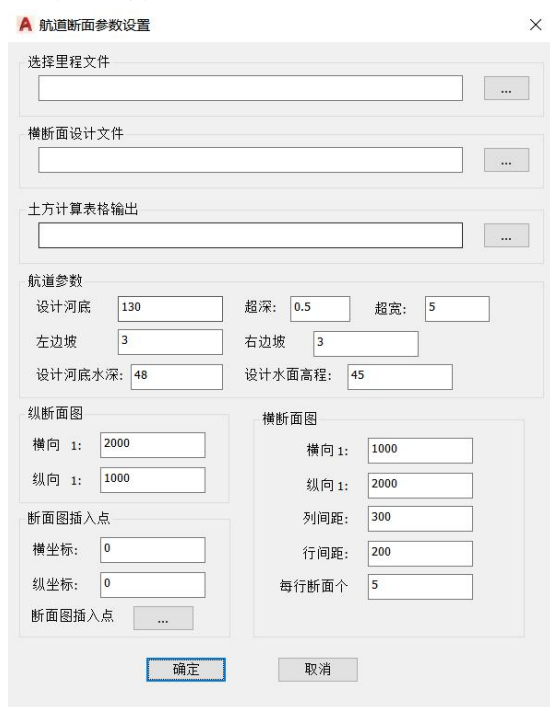 航道断面参数设置
选择里程文件
...
横断面设计文件
...
土方计算表格输出
...
航道参数
设计河底 130 超深: 0.5 超宽: 5
左边坡 3 右边坡 3
设计河底水深: 48 设计水面高程: 45
纵断面图
横向 1: 2000
纵向 1: 1000
断面图插入点
横坐标: 0
纵坐标: 0
断面图插入点 ...
横断面图
横向 1: 1000
纵向 1: 2000
列间距: 300
行间距: 200
每行断面个 5
确定 取消